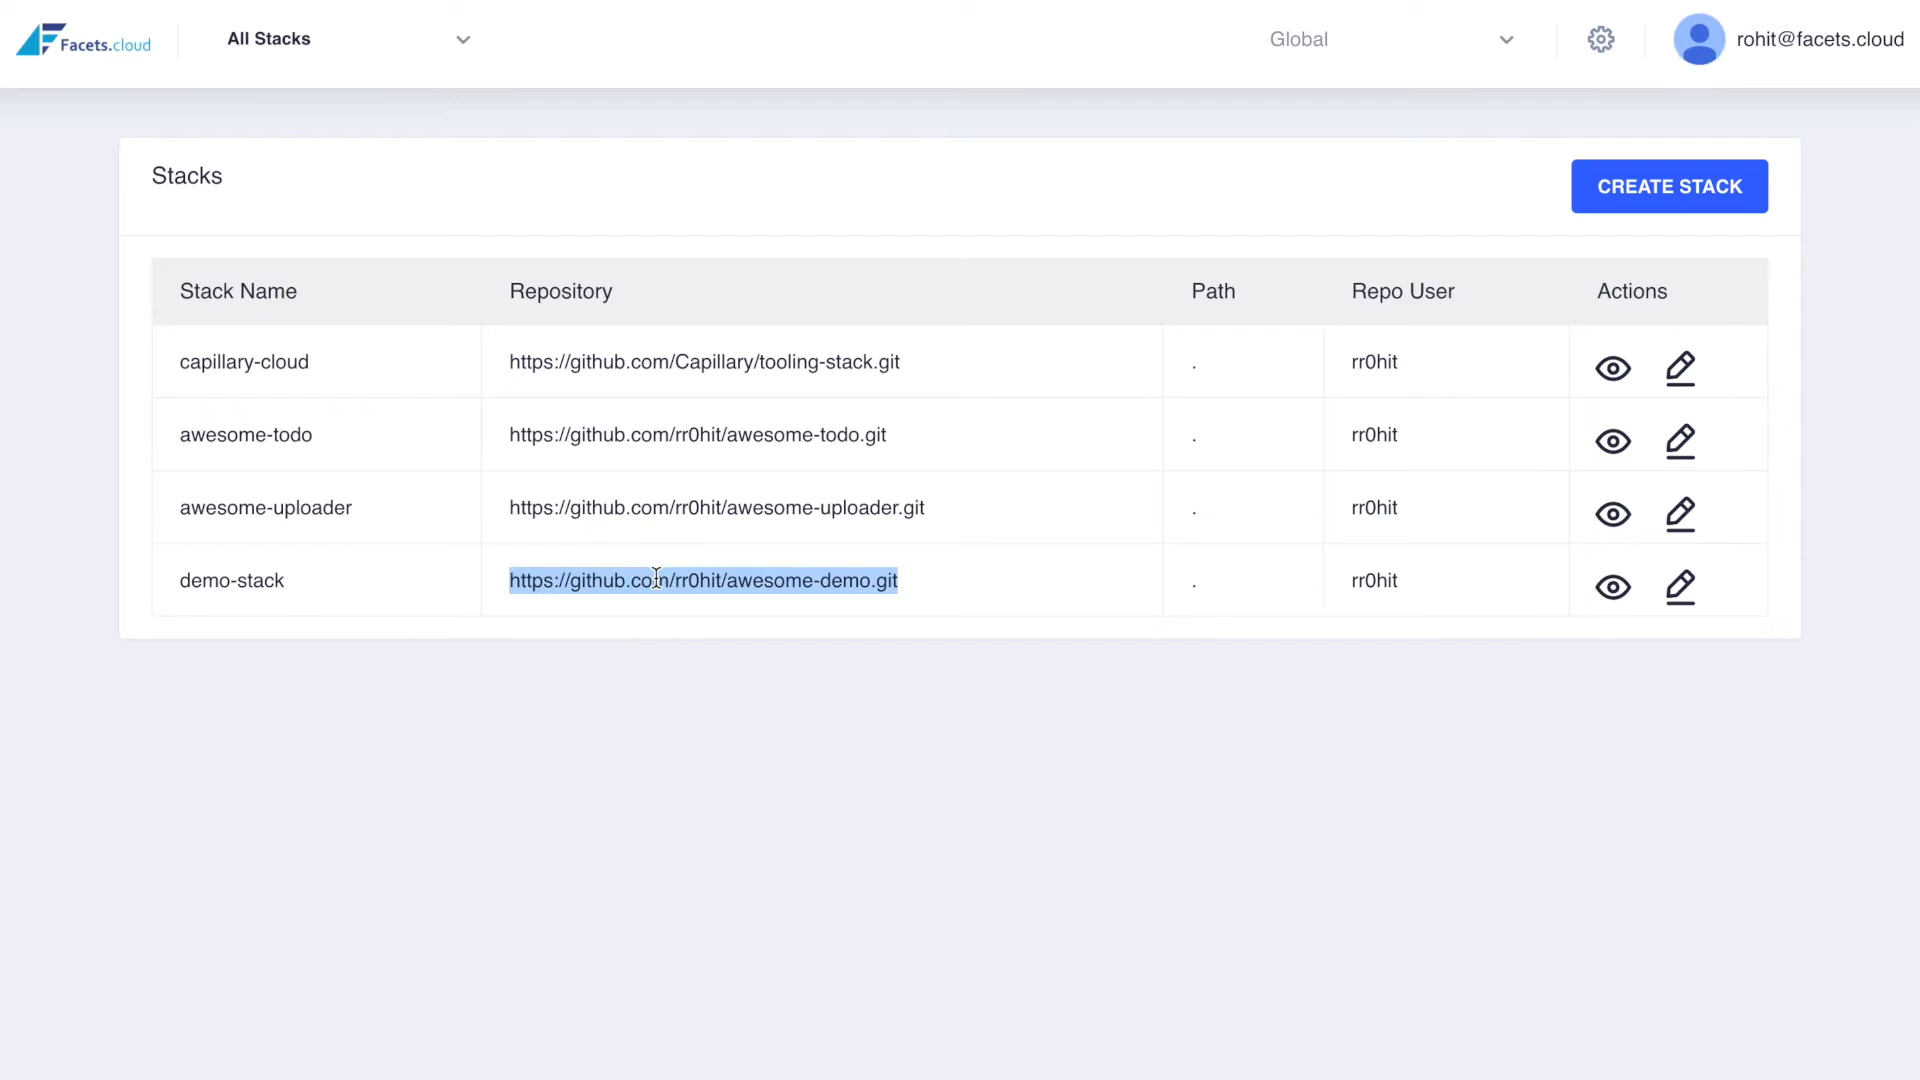 Facets.cloud All Stacks Global rohit@facets.cloud
Stacks CREATE STACK
Stack Name Repository Path Repo User Actions
capillary-cloud https://github.com/Capillary/tooling-stack.git . rr0hit
awesome-todo https://github.com/rr0hit/awesome-todo.git . rr0hit
awesome-uploader https://github.com/rr0hit/awesome-uploader.git . rr0hit
demo-stack https://github.com/rr0hit/awesome-demo.git . rr0hit